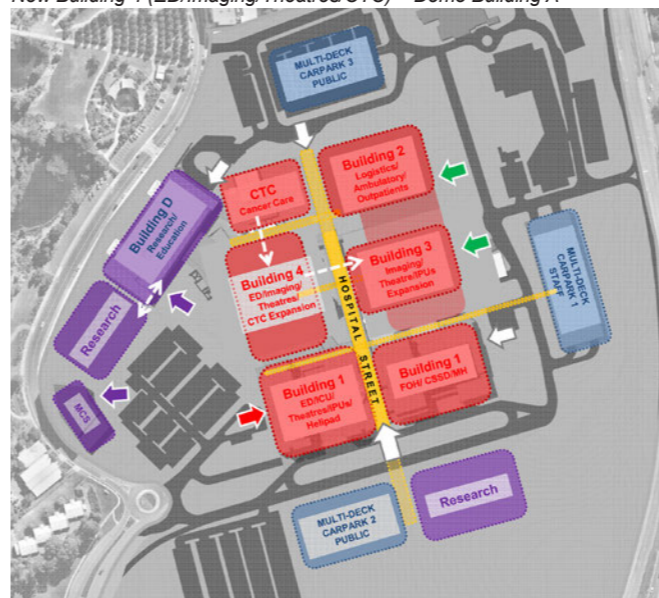 New Building 4 (ED/Imaging/Theatres/CTC) – Demo Building A
MULTI-DECK
CARPARK 3
PUBLIC
Building 2
Logistics/
Ambulatory/
Outpatients
CTC
Cancer Care
Building D
Research/
Education
Building 4
ED/Imaging/
Theatres/
CTC Expansion
Building 3
Imaging/
Theatre/IPUs
Expansion
MULTI-DECK
CARPARK 1
STAFF
HOSPITAL STREET
Research
MCS
Building 1
ED/ICU/
Theatres/IPUs/
Helipad
Building 1
FOH/ CSSD/MH
MULTI-DECK
CARPARK 2
PUBLIC
Research